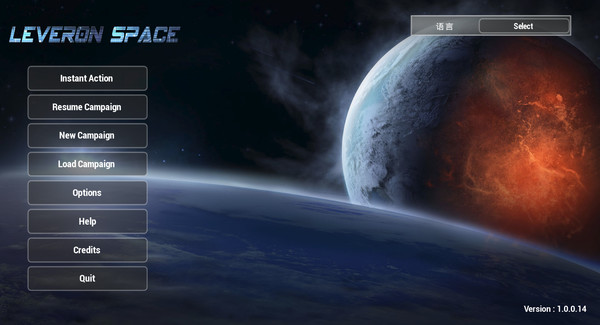 LEVERON SPACE
语言
Select
Instant Action
Resume Campaign
New Campaign
Load Campaign
Options
Help
Credits
Quit
Version : 1.0.0.14